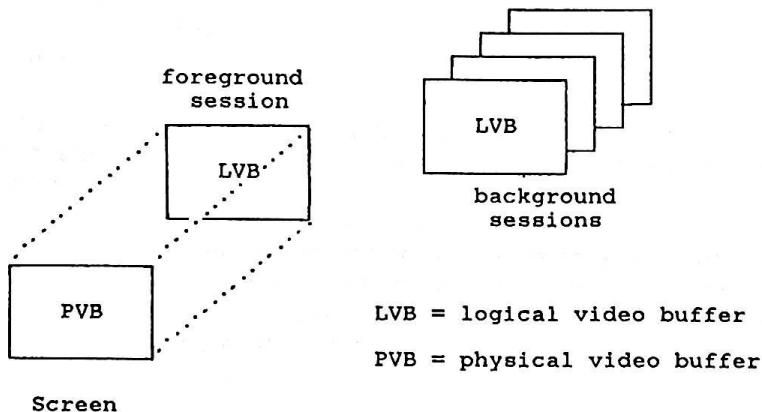 foreground
session
LVB
LVB
background
sessions
PVB
LVB = logical video buffer
PVB = physical video buffer
Screen